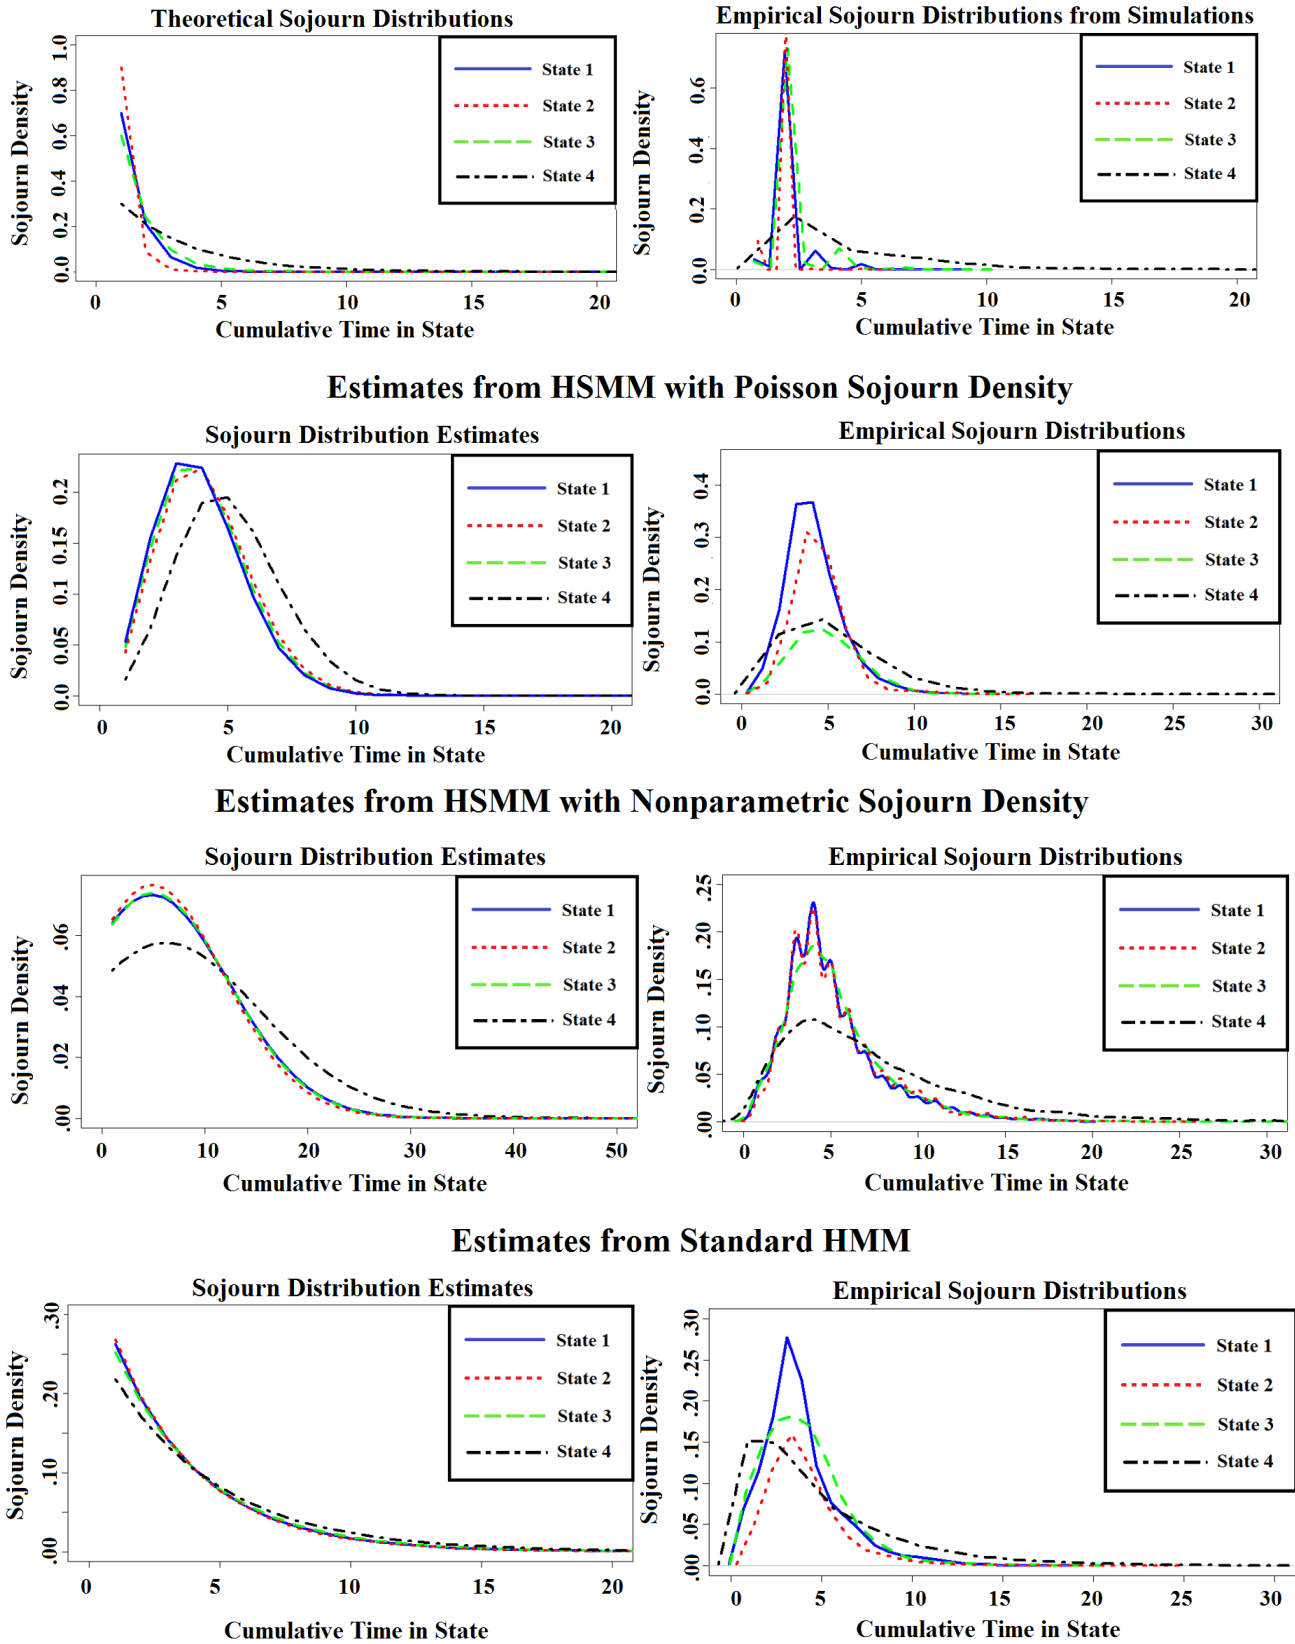 Theoretical Sojourn Distributions
Sojourn Density
0.0 0.2 0.4 0.6 0.8 1.0
State 1
State 2
State 3
State 4
0 5 10 15 20
Cumulative Time in State
Empirical Sojourn Distributions from Simulations
Sojourn Density
0.0 0.2 0.4 0.6
State 1
State 2
State 3
State 4
0 5 10 15 20
Cumulative Time in State
Estimates from HSMM with Poisson Sojourn Density
Sojourn Distribution Estimates
Sojourn Density
0.0 0.05 0.1 0.15 0.2
State 1
State 2
State 3
State 4
0 5 10 15 20
Cumulative Time in State
Empirical Sojourn Distributions
Sojourn Density
0.0 0.1 0.2 0.3 0.4
State 1
State 2
State 3
State 4
0 5 10 15 20 25 30
Cumulative Time in State
Estimates from HSMM with Nonparametric Sojourn Density
Sojourn Distribution Estimates
Sojourn Density
.00 .02 .04 .06
State 1
State 2
State 3
State 4
0 10 20 30 40 50
Cumulative Time in State
Empirical Sojourn Distributions
Sojourn Density
.00 .05 .10 .15 .20 .25
State 1
State 2
State 3
State 4
0 5 10 15 20 25 30
Cumulative Time in State
Estimates from Standard HMM
Sojourn Distribution Estimates
Sojourn Density
.00 .10 .20 .30
State 1
State 2
State 3
State 4
0 5 10 15 20
Cumulative Time in State
Empirical Sojourn Distributions
Sojourn Density
.00 .05 .10 .15 .20 .25 .30
State 1
State 2
State 3
State 4
0 5 10 15 20 25 30
Cumulative Time in State